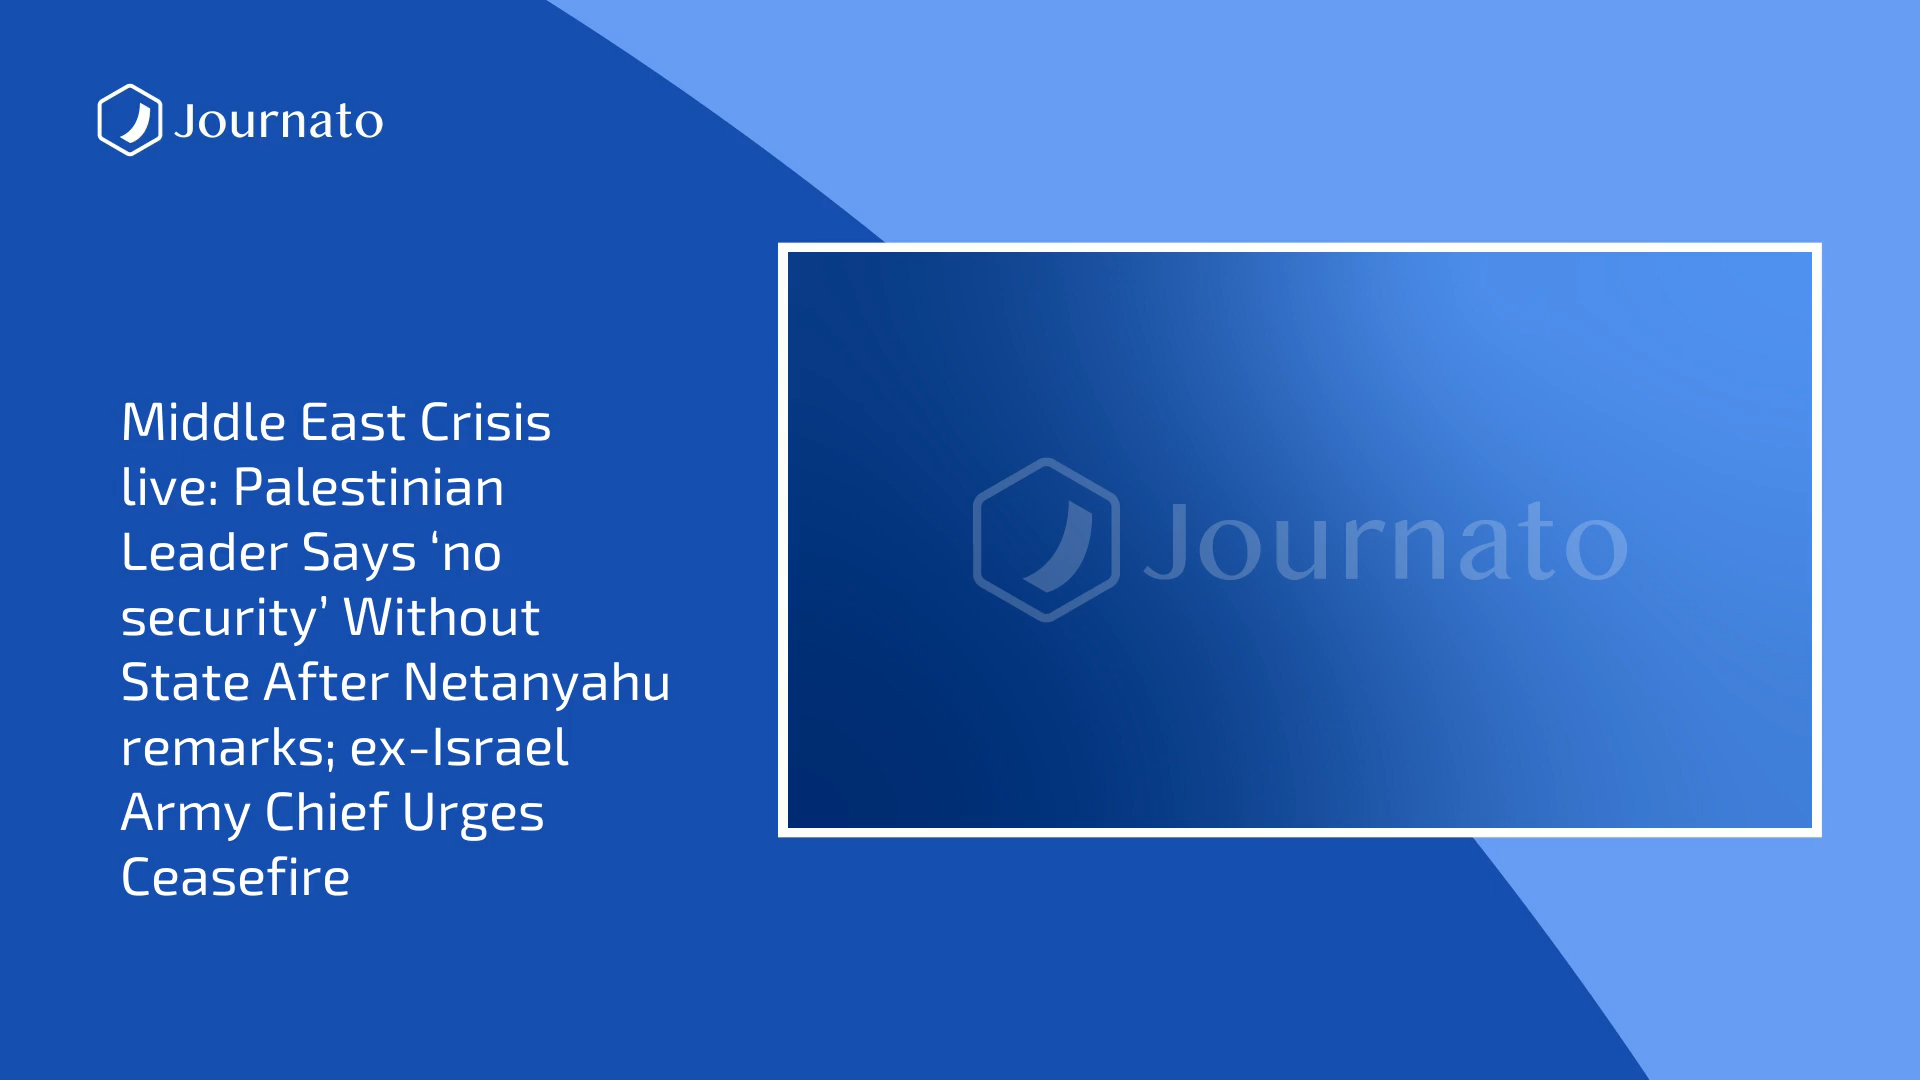 Journato
Middle East Crisis
live: Palestinian
Leader Says ‘no
security’ Without
State After Netanyahu
remarks; ex-Israel
Army Chief Urges
Ceasefire
Journato